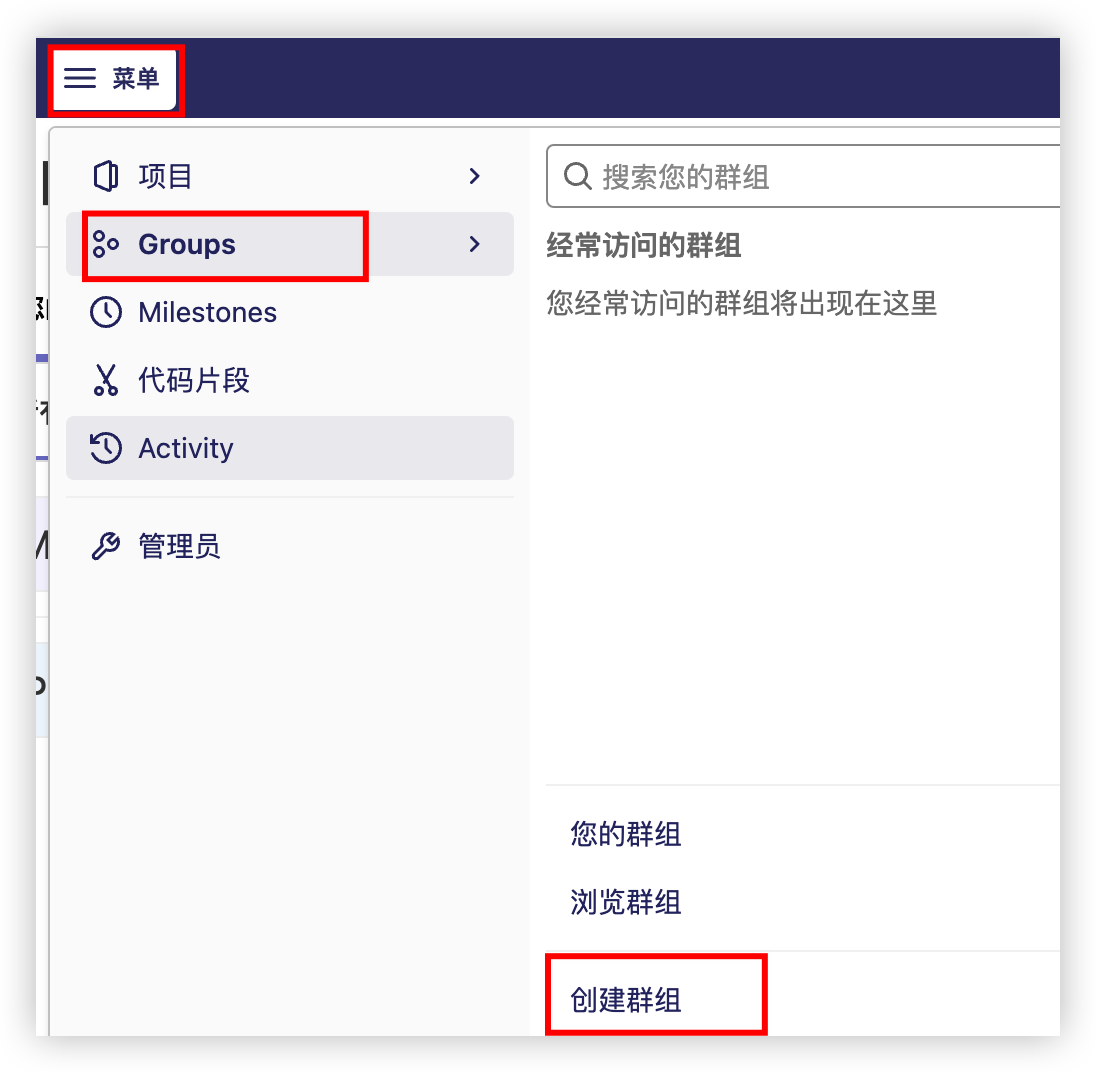 菜单
项目
Groups
Milestones
代码片段
Activity
管理员
搜索您的群组
经常访问的群组
您经常访问的群组将出现在这里
您的群组
浏览群组
创建群组